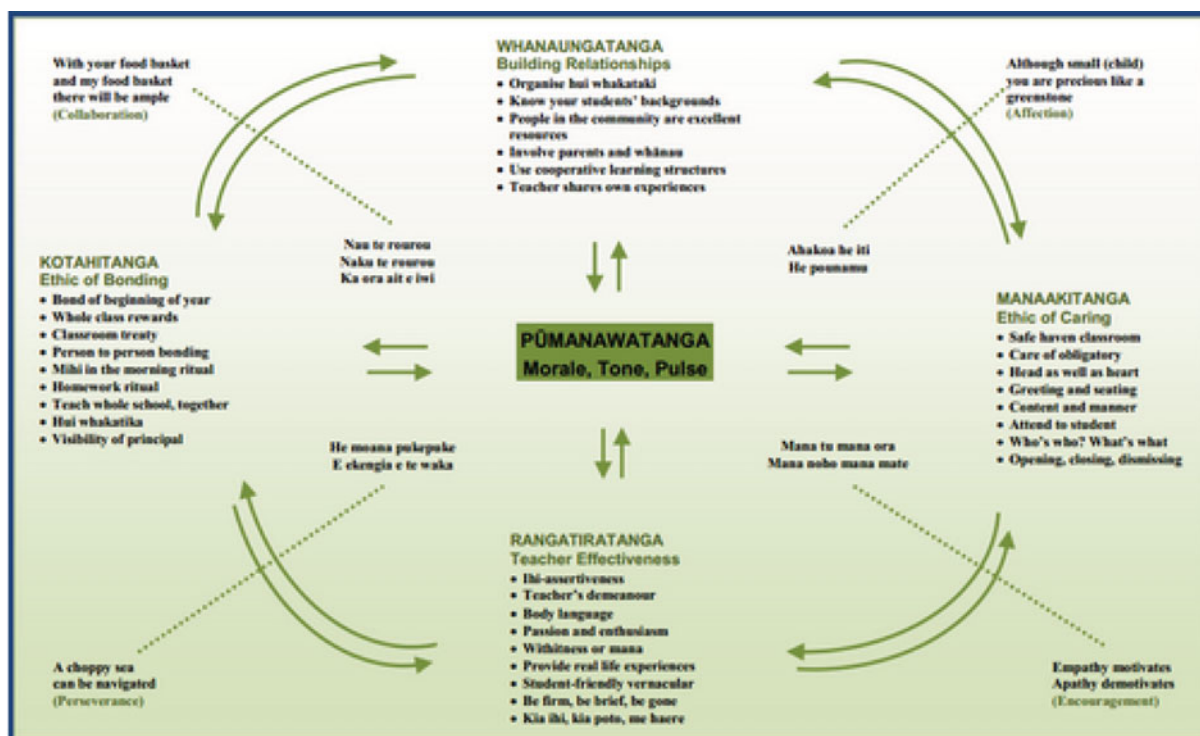 With your food basket
and my food basket
there will be ample
(Collaboration)
WHANAUNGATANGA
Building Relationships
• Organise hui whakataki
• Know your students' backgrounds
• People in the community are excellent
resources
• Involve parents and whānau
• Use cooperative learning structures
• Teacher shares own experiences
Although small (child)
you are precious like a
greenstone
(Affection)
Nau te rourou
Naku te rourou
Ka ora ait e iwi
Ahakoa he iti
He pounamu
KOTAHITANGA
Ethic of Bonding
• Bond of beginning of year
• Whole class rewards
• Classroom treaty
• Person to person bonding
• Mihi in the morning ritual
• Homework ritual
• Teach whole school, together
• Hui whakatika
• Visibility of principal
PŪMANAWATANGA
Morale, Tone, Pulse
MANAAKITANGA
Ethic of Caring
• Safe haven classroom
• Care of obligatory
• Head as well as heart
• Greeting and seating
• Content and manner
• Attend to student
• Who's who? What's what
• Opening, closing, dismissing
He moana pukepuke
E ekengia e te waka
Mana tu mana ora
Mana noho mana mate
RANGATIRATANGA
Teacher Effectiveness
• Ihi-assertiveness
• Teacher's demeanour
• Body language
• Passion and enthusiasm
• Withitness or mana
• Provide real life experiences
• Student-friendly vernacular
• Be firm, be brief, be gone
• Kia ihi, kia poto, me haere
A choppy sea
can be navigated
(Perseverance)
Empathy motivates
Apathy demotivates
(Encouragement)